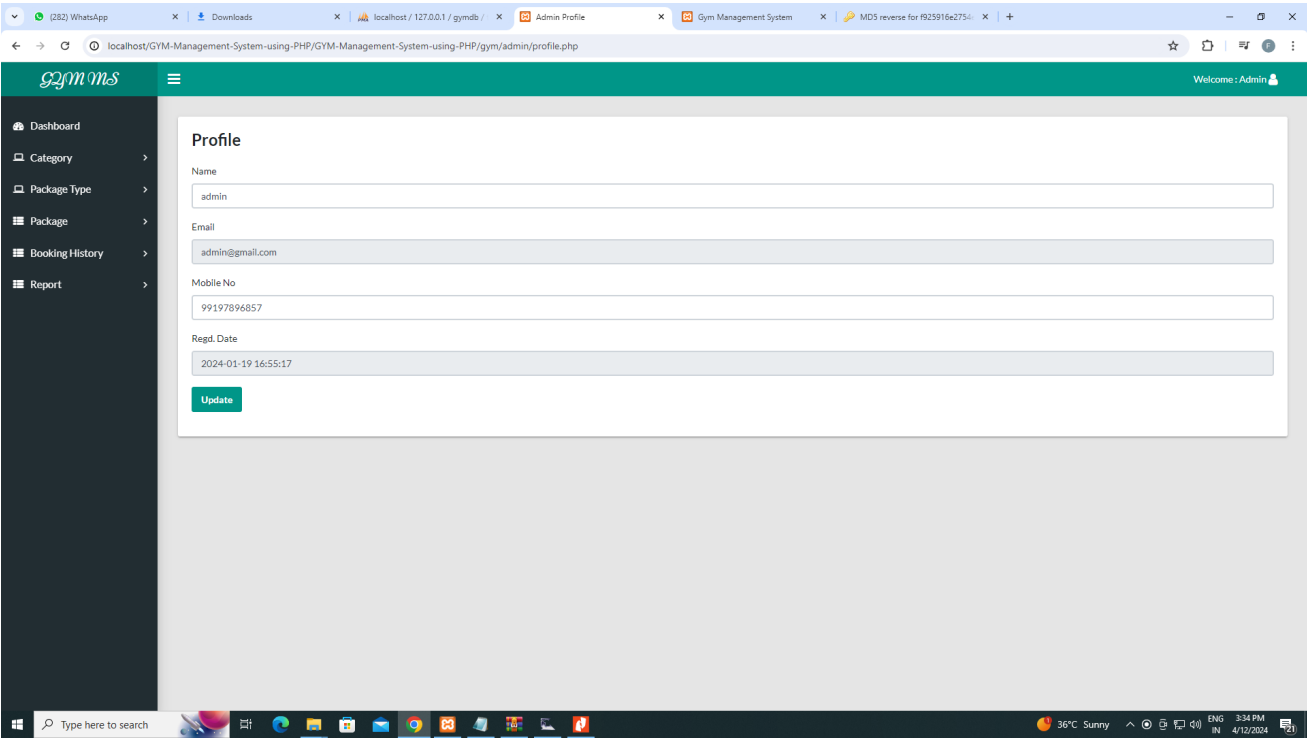 (282) WhatsApp
Downloads
localhost / 127.0.0.1 / gymdb /
Admin Profile
Gym Management System
MD5 reverse for f925916e2754
localhost/GYM-Management-System-using-PHP/GYM-Management-System-using-PHP/gym/admin/profile.php
F
GYM MS
Welcome : Admin
Dashboard
Category
Package Type
Package
Booking History
Report
Profile
Name
admin
Email
admin@gmail.com
Mobile No
99197896857
Regd. Date
2024-01-19 16:55:17
Update
Type here to search
36°C Sunny
ENG
IN
3:34 PM
4/12/2024
21